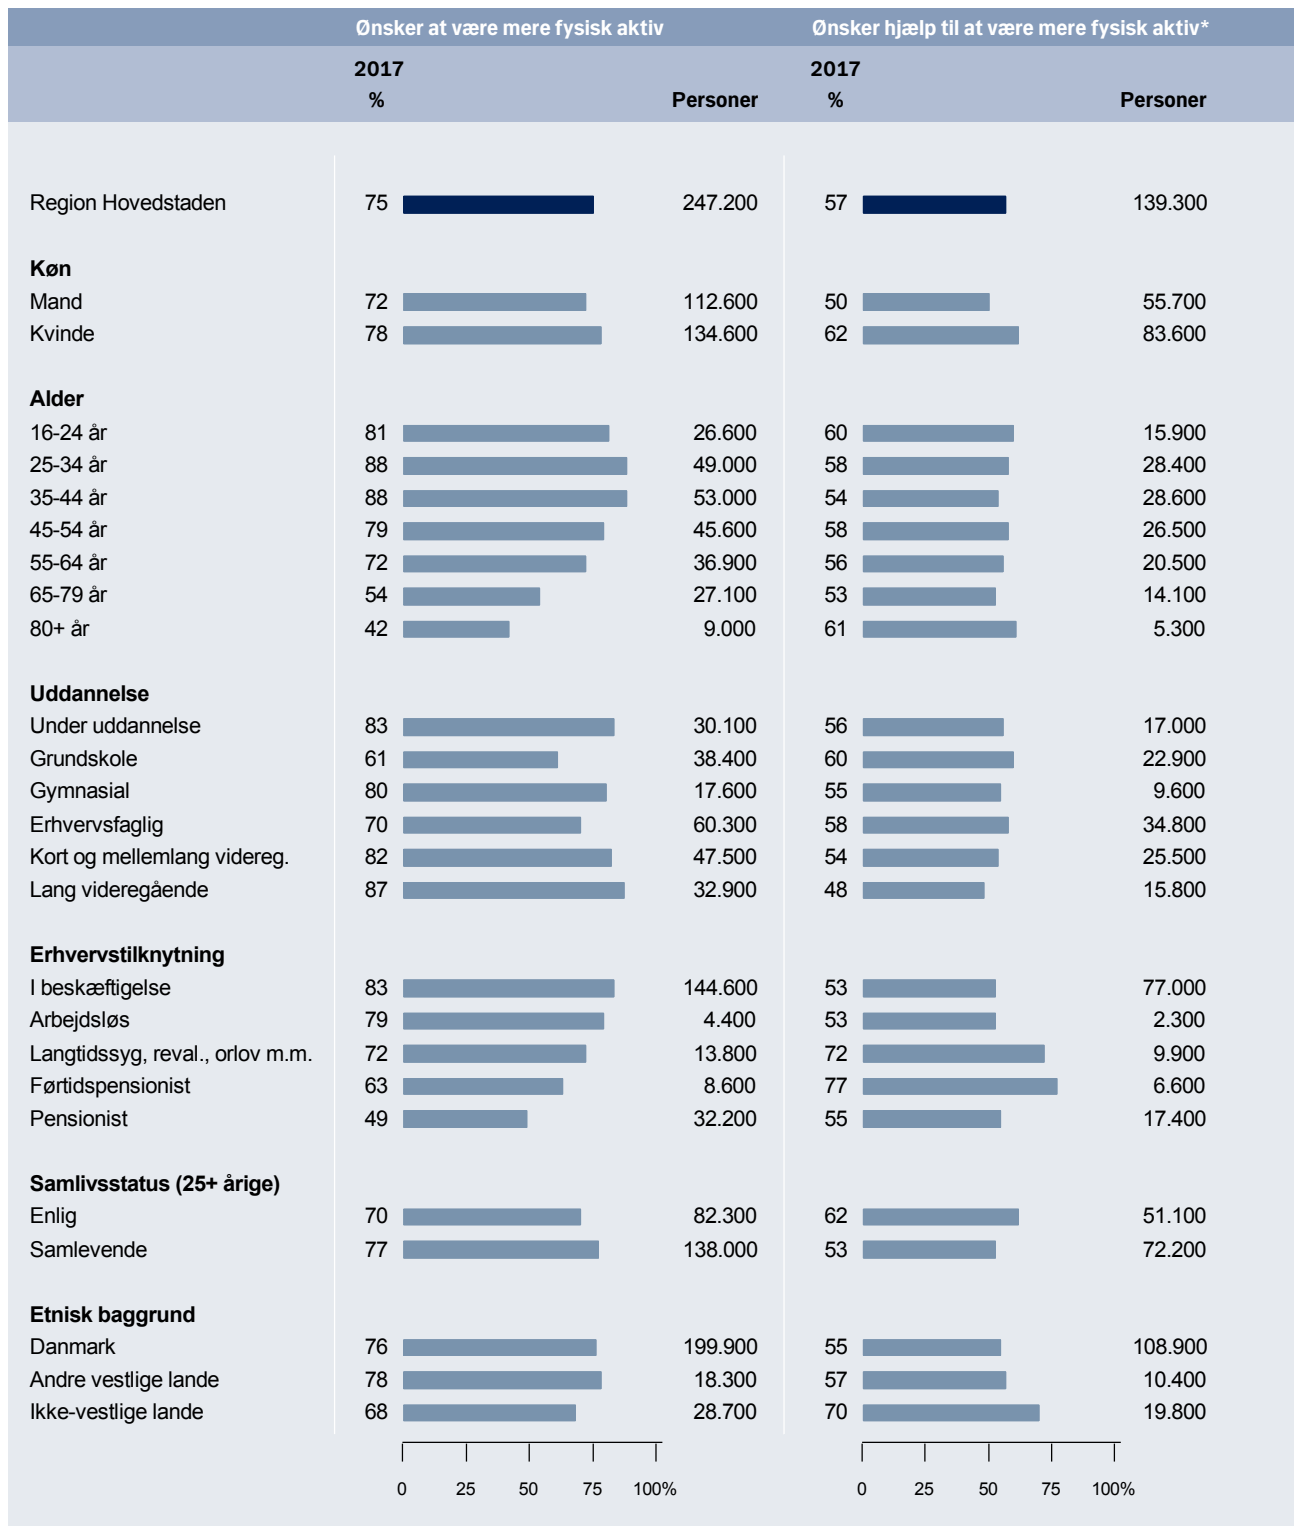 Ønsker at være mere fysisk aktiv Ønsker hjælp til at være mere fysisk aktiv*
2017 2017
% Personer % Personer
Region Hovedstaden 75 247.200 57 139.300
Køn
Mand 72 112.600 50 55.700
Kvinde 78 134.600 62 83.600
Alder
16-24 år 81 26.600 60 15.900
25-34 år 88 49.000 58 28.400
35-44 år 88 53.000 54 28.600
45-54 år 79 45.600 58 26.500
55-64 år 72 36.900 56 20.500
65-79 år 54 27.100 53 14.100
80+ år 42 9.000 61 5.300
Uddannelse
Under uddannelse 83 30.100 56 17.000
Grundskole 61 38.400 60 22.900
Gymnasial 80 17.600 55 9.600
Erhvervsfaglig 70 60.300 58 34.800
Kort og mellemlang videreg. 82 47.500 54 25.500
Lang videregående 87 32.900 48 15.800
Erhvervstilknytning
I beskæftigelse 83 144.600 53 77.000
Arbejdsløs 79 4.400 53 2.300
Langtidssyg, reval., orlov m.m. 72 13.800 72 9.900
Førtidspensionist 63 8.600 77 6.600
Pensionist 49 32.200 55 17.400
Samlivsstatus (25+ årige)
Enlig 70 82.300 62 51.100
Samlevende 77 138.000 53 72.200
Etnisk baggrund
Danmark 76 199.900 55 108.900
Andre vestlige lande 78 18.300 57 10.400
Ikke-vestlige lande 68 28.700 70 19.800
0 25 50 75 100% 0 25 50 75 100%